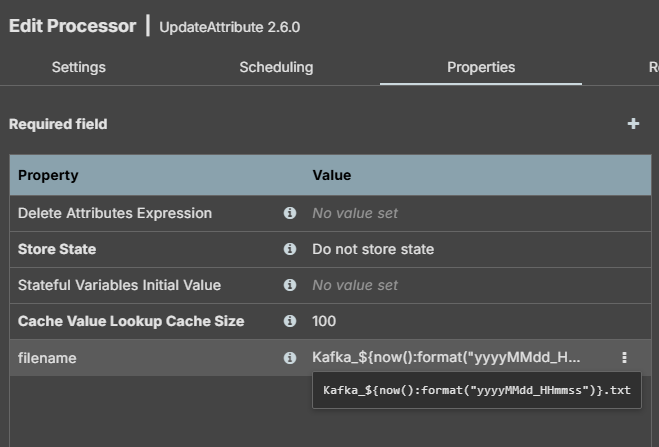 Edit Processor | UpdateAttribute 2.6.0
Settings Scheduling Properties
Required field +
Property Value
Delete Attributes Expression No value set
Store State Do not store state
Stateful Variables Initial Value No value set
Cache Value Lookup Cache Size 100
filename Kafka_${now():format("yyyyMMdd_H...
Kafka_${now():format("yyyyMMdd_HHmmss")}.txt